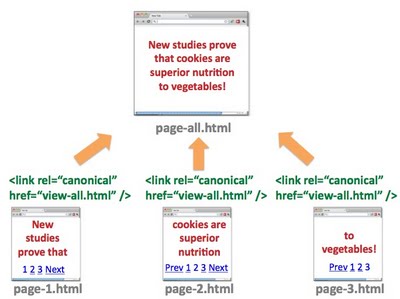 New studies prove
that cookies are
superior nutrition
to vegetables!
page-all.html
<link rel=“canonical”
href=“view-all.html” />
<link rel=“canonical”
href=“view-all.html” />
<link rel=“canonical”
href=“view-all.html” />
New
studies
prove that
1 2 3 Next
page-1.html
cookies are
superior
nutrition
Prev 1 2 3 Next
page-2.html
to
vegetables!
Prev 1 2 3
page-3.html